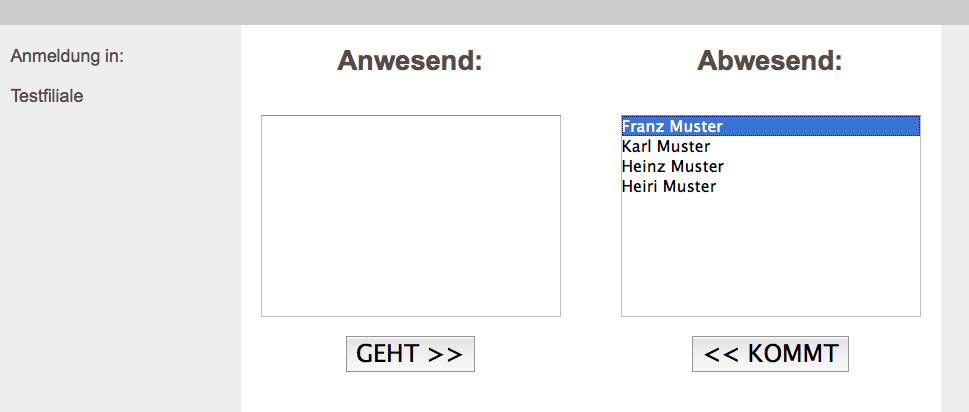 Anmeldung in:
Testfiliale
Anwesend:
GEHT >>
Abwesend:
Franz Muster
Karl Muster
Heinz Muster
Heiri Muster
<< KOMMT